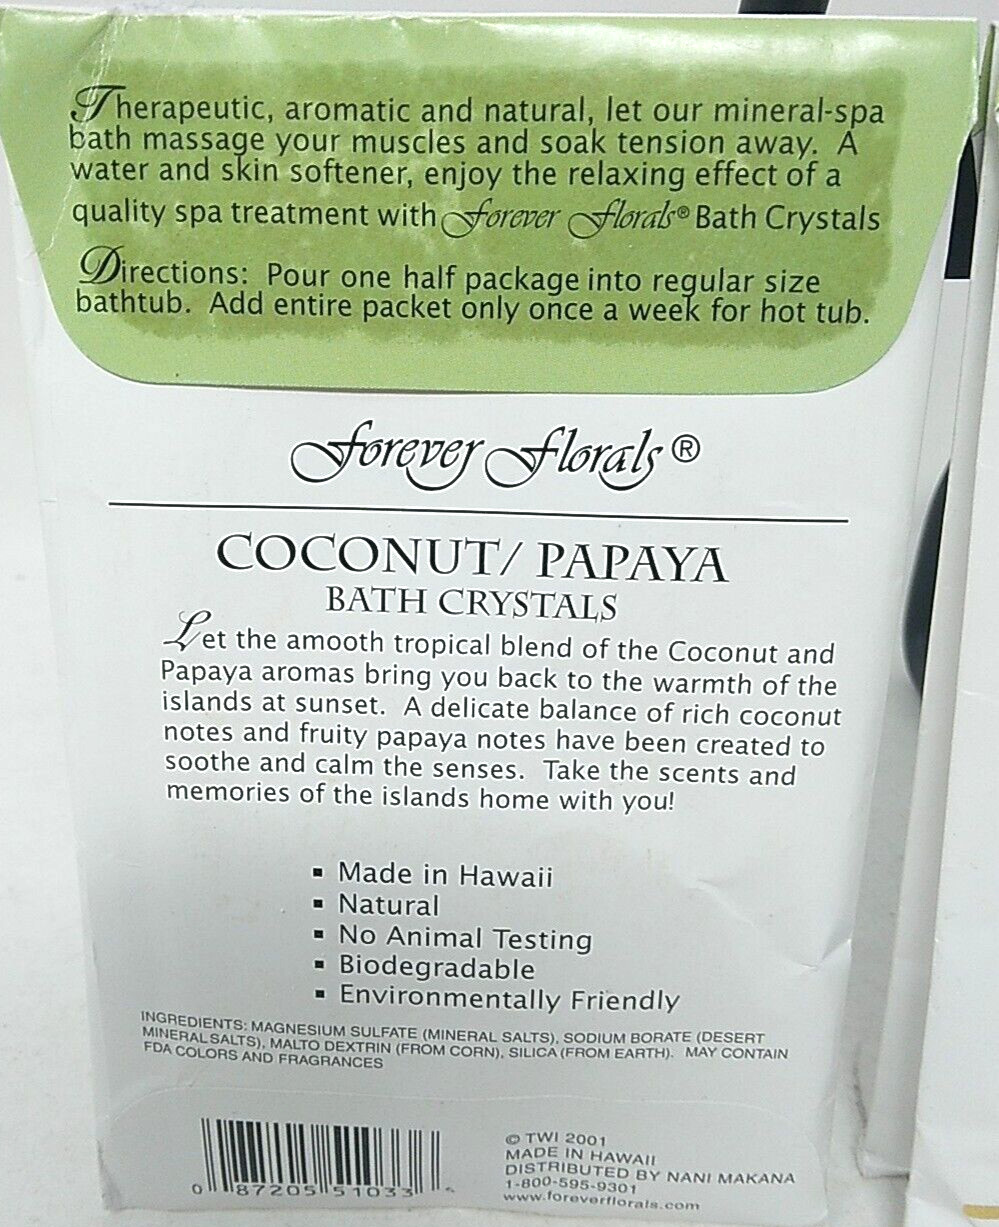 Therapeutic, aromatic and natural, let our mineral-spa
bath massage your muscles and soak tension away. A
water and skin softener, enjoy the relaxing effect of a
quality spa treatment with Forever Florals® Bath Crystals
Directions: Pour one half package into regular size
bathtub. Add entire packet only once a week for hot tub.
Forever Florals®
COCONUT/ PAPAYA
BATH CRYSTALS
Let the amooth tropical blend of the Coconut and
Papaya aromas bring you back to the warmth of the
islands at sunset. A delicate balance of rich coconut
notes and fruity papaya notes have been created to
soothe and calm the senses. Take the scents and
memories of the islands home with you!
▪ Made in Hawaii
▪ Natural
▪ No Animal Testing
▪ Biodegradable
▪ Environmentally Friendly
INGREDIENTS: MAGNESIUM SULFATE (MINERAL SALTS), SODIUM BORATE (DESERT
MINERAL SALTS), MALTO DEXTRIN (FROM CORN), SILICA (FROM EARTH). MAY CONTAIN
FDA COLORS AND FRAGRANCES
0 87205 51033
© TWI 2001
MADE IN HAWAII
DISTRIBUTED BY NANI MAKANA
1-800-595-9301
www.foreverflorals.com